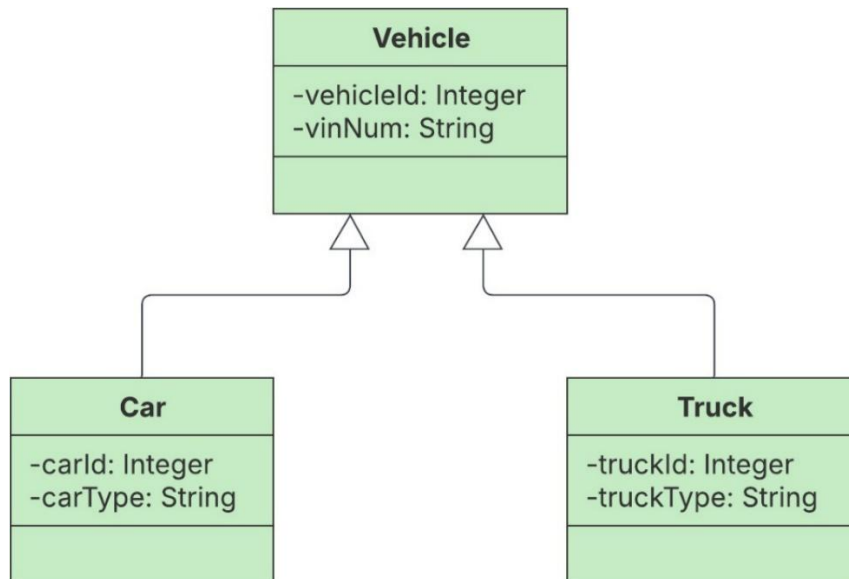 Vehicle
-vehicleId: Integer
-vinNum: String
Car
-carId: Integer
-carType: String
Truck
-truckId: Integer
-truckType: String